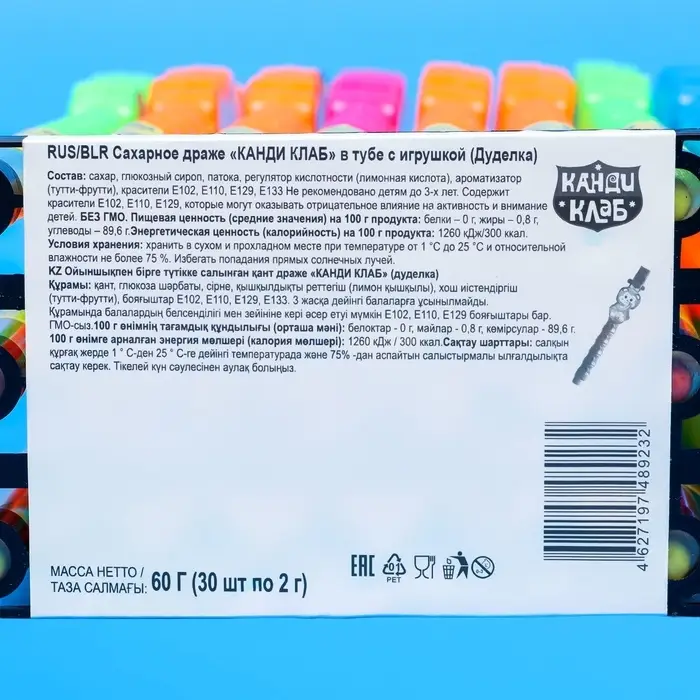 RUS/BLR Сахарное драже «КАНДИ КЛАБ» в тубе с игрушкой (Дуделка)
Состав: сахар, глюкозный сироп, патока, регулятор кислотности (лимонная кислота), ароматизатор
(тутти-фрутти), красители Е102, Е110, Е129, Е133 Не рекомендовано детям до 3-х лет. Содержит
красители Е102, Е110, Е129, которые могут оказывать отрицательное влияние на активность и внимание
детей. БЕЗ ГМО. Пищевая ценность (средние значения) на 100 г продукта: белки – 0 г, жиры – 0,8 г,
углеводы – 89,6 г.Энергетическая ценность (калорийность) на 100 г продукта: 1260 кДж/300 ккал.
Условия хранения: хранить в сухом и прохладном месте при температуре от 1 °С до 25 °С и относительной
влажности не более 75 %. Избегать попадания прямых солнечных лучей.
KZ Ойыншықпен бірге түтікке салынған қант драже «КАНДИ КЛАБ» (дуделка)
Құрамы: қант, глюкоза шәрбаты, сірне, қышқылдықты реттегіш (лимон қышқылы), хош иістендіргіш
(тутти-фрутти), бояғыштар Е102, Е110, Е129, Е133. 3 жасқа дейінгі балаларға ұсынылмайды.
Құрамында балалардың белсенділігі мен зейініне кері әсер етуі мүмкін Е102, Е110, Е129 бояғыштары бар.
ГМО-сыз.100 г өнімнің тағамдық құндылығы (орташа мәні): белоктар - 0 г, майлар - 0,8 г, көмірсулар - 89,6 г.
100 г өнімге арналған энергия мөлшері (калория мөлшері): 1260 кДж / 300 ккал.Сақтау шарттары: салқын
құрғақ жерде 1 ° С-ден 25 ° С-ге дейінгі температурада және 75% -дан аспайтын салыстырмалы ылғалдылықта
сақтау керек. Тікелей күн сәулесінен аулақ болыңыз.
КАНДИ
КЛАБ
4 627197 489232
МАССА НЕТТО /
ТАЗА САЛМАҒЫ: 60 Г (30 шт по 2 г)
EAC
01
PET
0-3